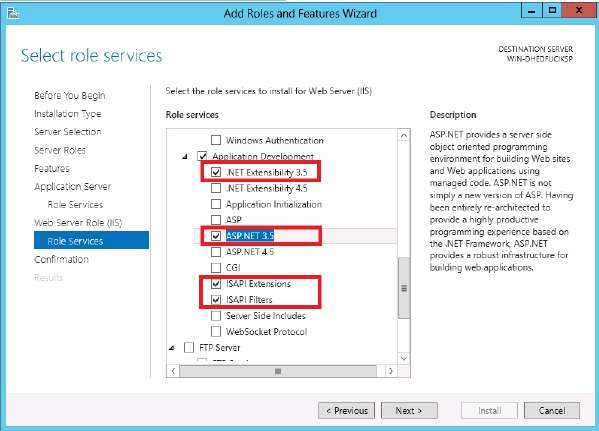 Add Roles and Features Wizard
Select role services
DESTINATION SERVER
WIN-DHEDFUCIKSP
Before You Begin
Installation Type
Server Selection
Server Roles
Features
Application Server
Role Services
Web Server Role (IIS)
Role Services
Confirmation
Results
Select the role services to install for Web Server (IIS)
Role services
Windows Authentication
Application Development
.NET Extensibility 3.5
.NET Extensibility 4.5
Application Initialization
ASP
ASP.NET 3.5
ASP.NET 4.5
CGI
ISAPI Extensions
ISAPI Filters
Server Side Includes
WebSocket Protocol
FTP Server
Description
ASP.NET provides a server side
object oriented programming
environment for building Web sites
and Web applications using
managed code. ASP.NET is not
simply a new version of ASP. Having
been entirely re-architected to
provide a highly productive
programming experience based on
the .NET Framework, ASP.NET
provides a robust infrastructure for
building web applications.
< Previous
Next >
Install
Cancel